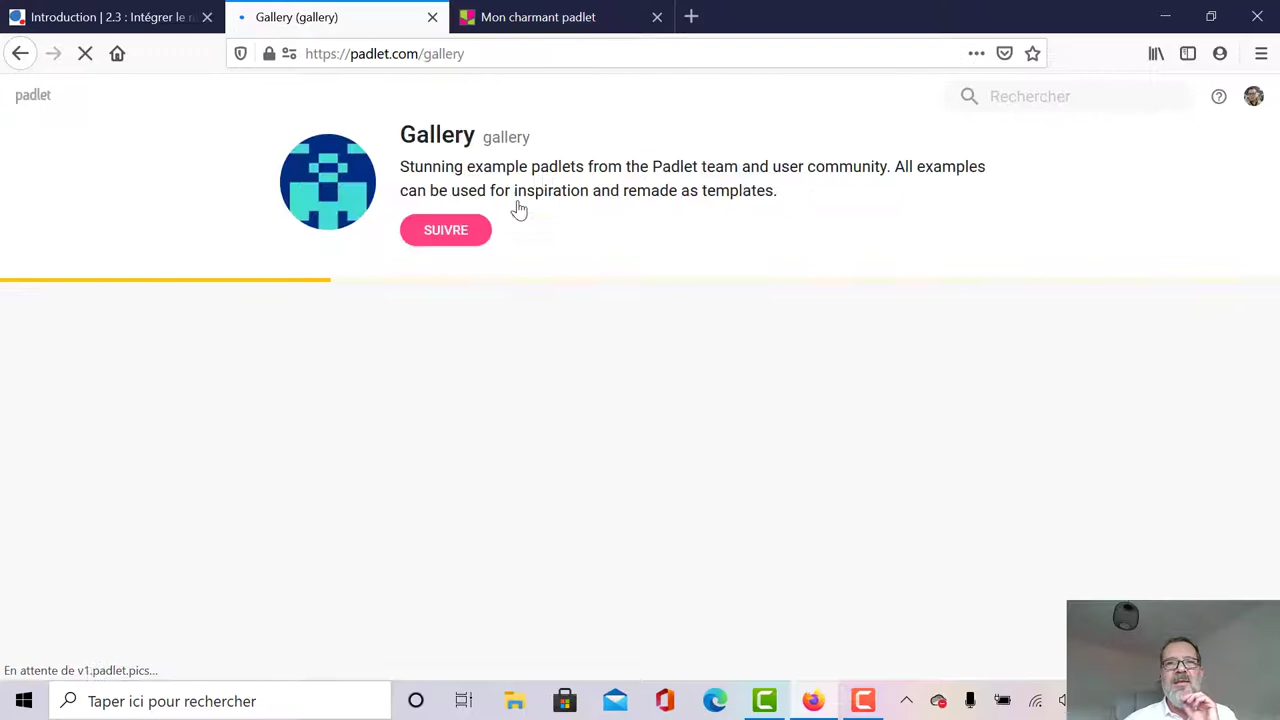 Introduction | 2.3 : Intégrer le n
Gallery (gallery)
Mon charmant padlet
https://padlet.com/gallery
padlet
Rechercher
Gallery gallery
Stunning example padlets from the Padlet team and user community. All examples
can be used for inspiration and remade as templates.
SUIVRE
En attente de v1.padlet.pics...
Taper ici pour rechercher